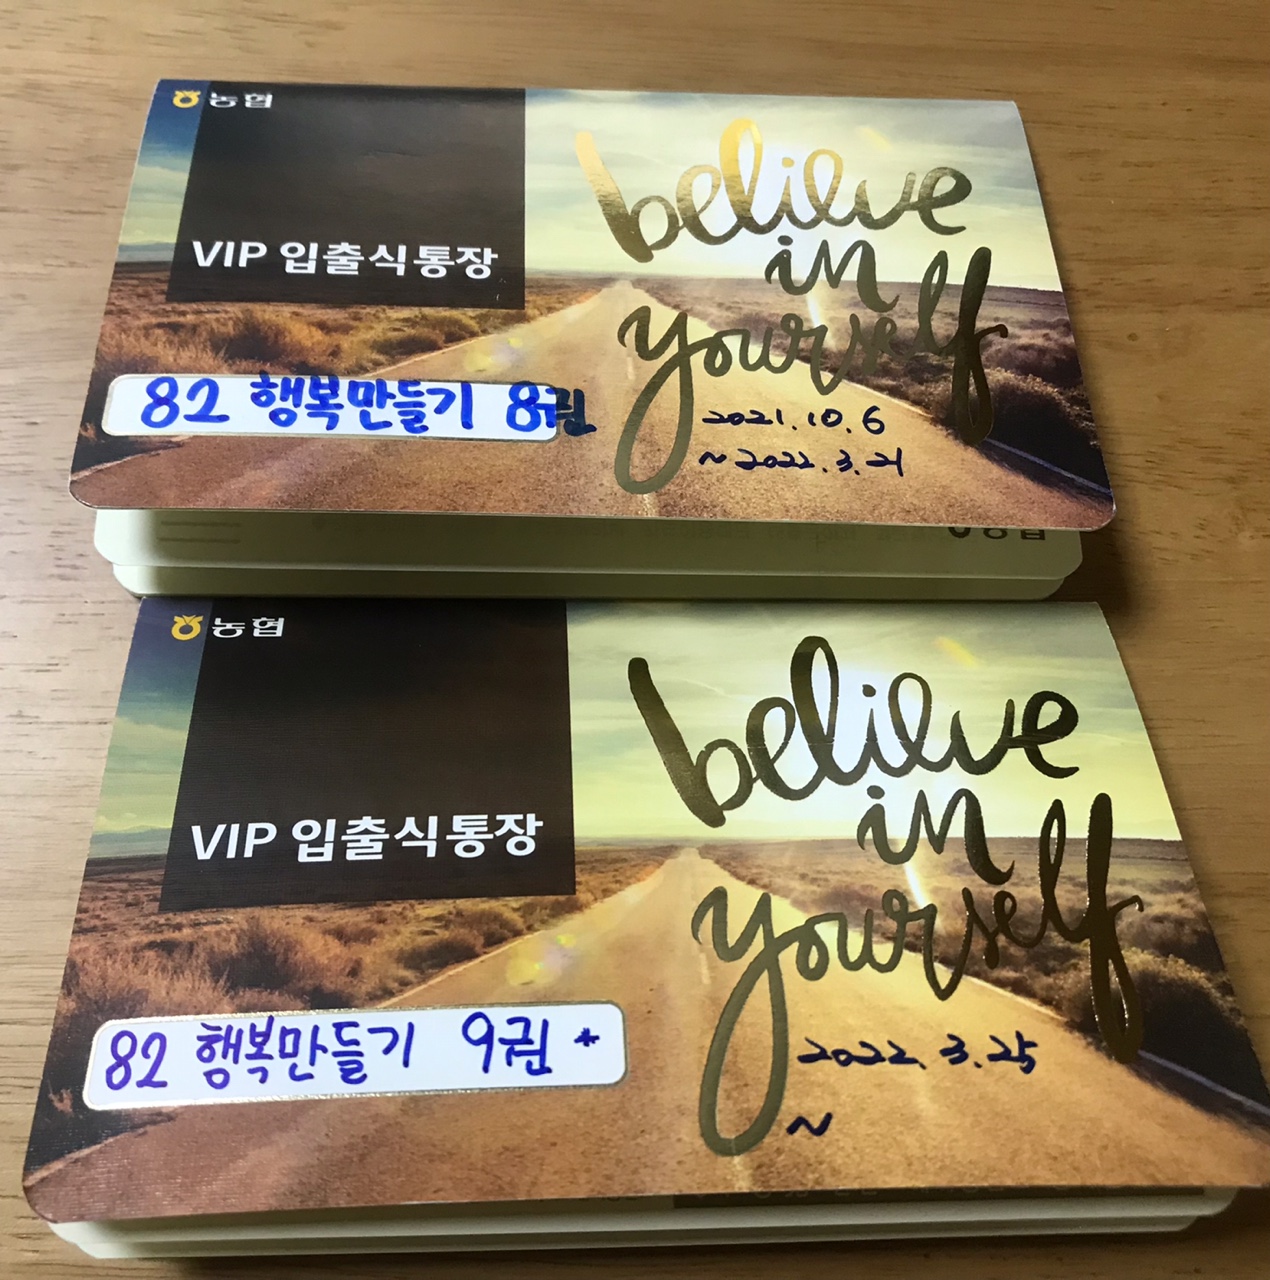 농협
VIP 입출식통장
believe
in
yourself
82 행복만들기 8권
2021.10.6
~2022.3.21
농협
농협
VIP 입출식통장
believe
in
yourself
82 행복만들기 9권 *
2022.3.25
~